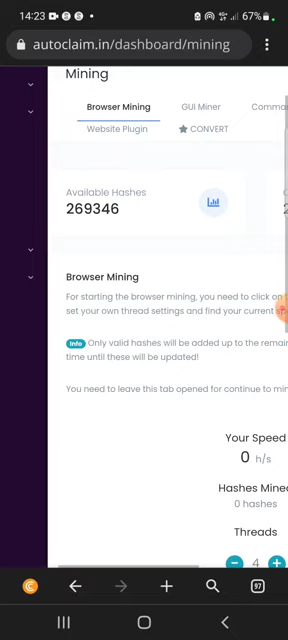 14:23
67%
autoclaim.in/dashboard/mining
Mining
Browser Mining GUI Miner
Website Plugin CONVERT
Available Hashes
269346
Browser Mining
For starting the browser mining, you need to click on
set your own thread settings and find your current
Info Only valid hashes will be added up to the
time until these will be updated!
You need to leave this tab opened for continue to
Your Speed
0 h/s
Hashes Mined
0 hashes
Threads
4
97